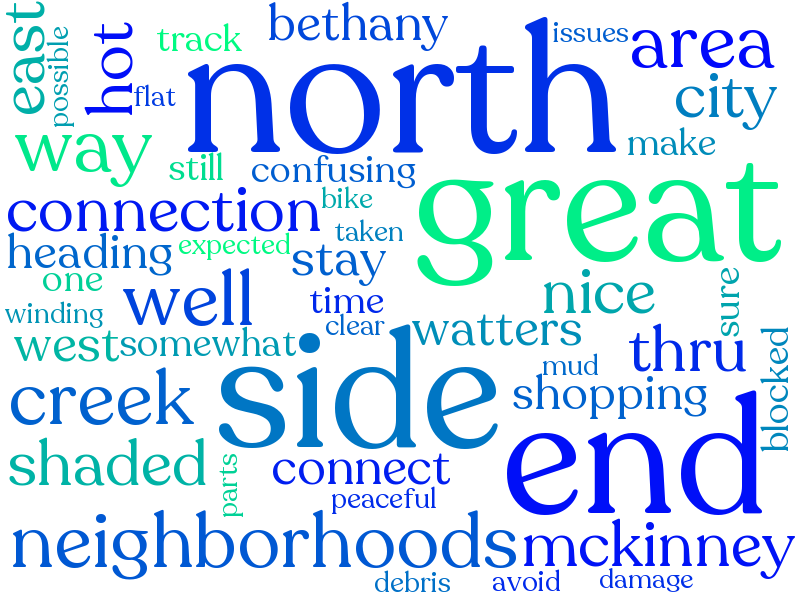 east
possible
hot
track
flat
bethany
north
issues
area
city
make
way
still
confusing
great
connection
bike
taken
heading
expected
stay
one
well
time
nice
sure
winding
clear
watters
west
somewhat
side
thru
mud
blocked
creek
shopping
end
shaded
parts
connect
peaceful
neighborhoods
mckinney
debris
avoid
damage